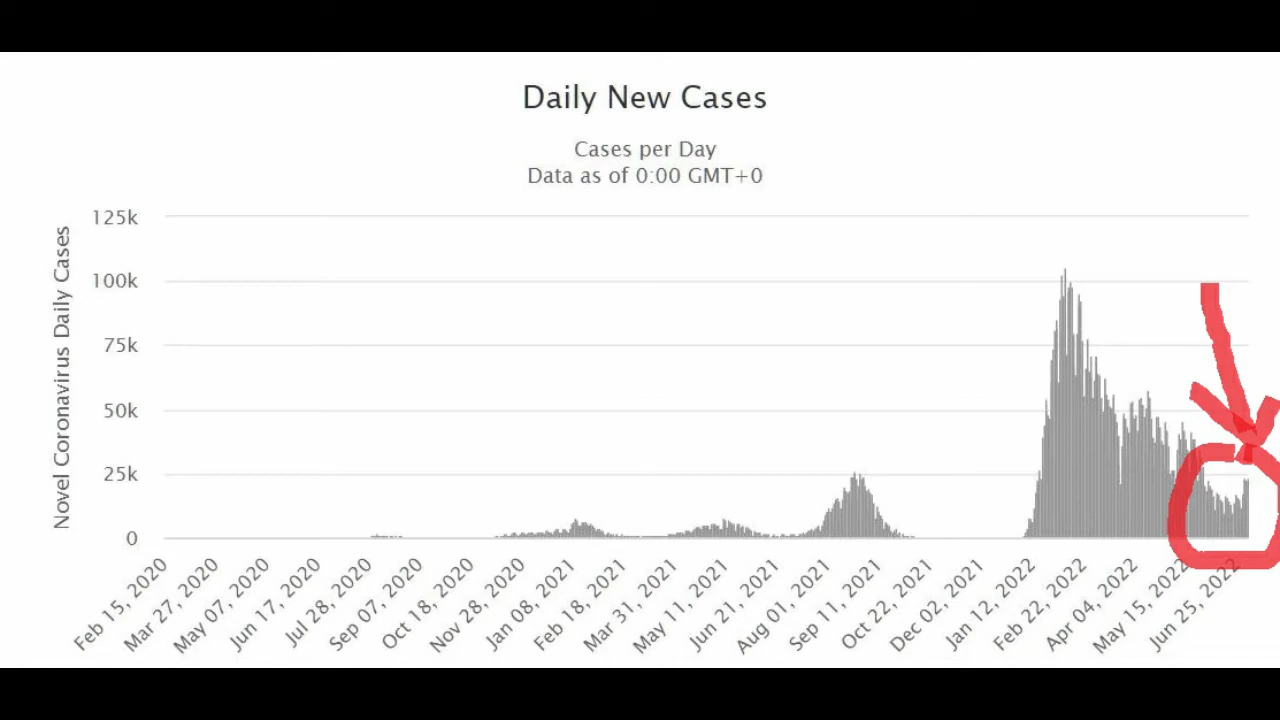 Daily New Cases
Cases per Day
Data as of 0:00 GMT+0
Novel Coronavirus Daily Cases
125k
100k
75k
50k
25k
0
Feb 15, 2020
Mar 27, 2020
May 07, 2020
Jun 17, 2020
Jul 28, 2020
Sep 07, 2020
Oct 18, 2020
Nov 28, 2020
Jan 08, 2021
Feb 18, 2021
Mar 31, 2021
May 11, 2021
Jun 21, 2021
Aug 01, 2021
Sep 11, 2021
Oct 22, 2021
Dec 02, 2021
Jan 12, 2022
Feb 22, 2022
Apr 04, 2022
May 15, 2022
Jun 25, 2022